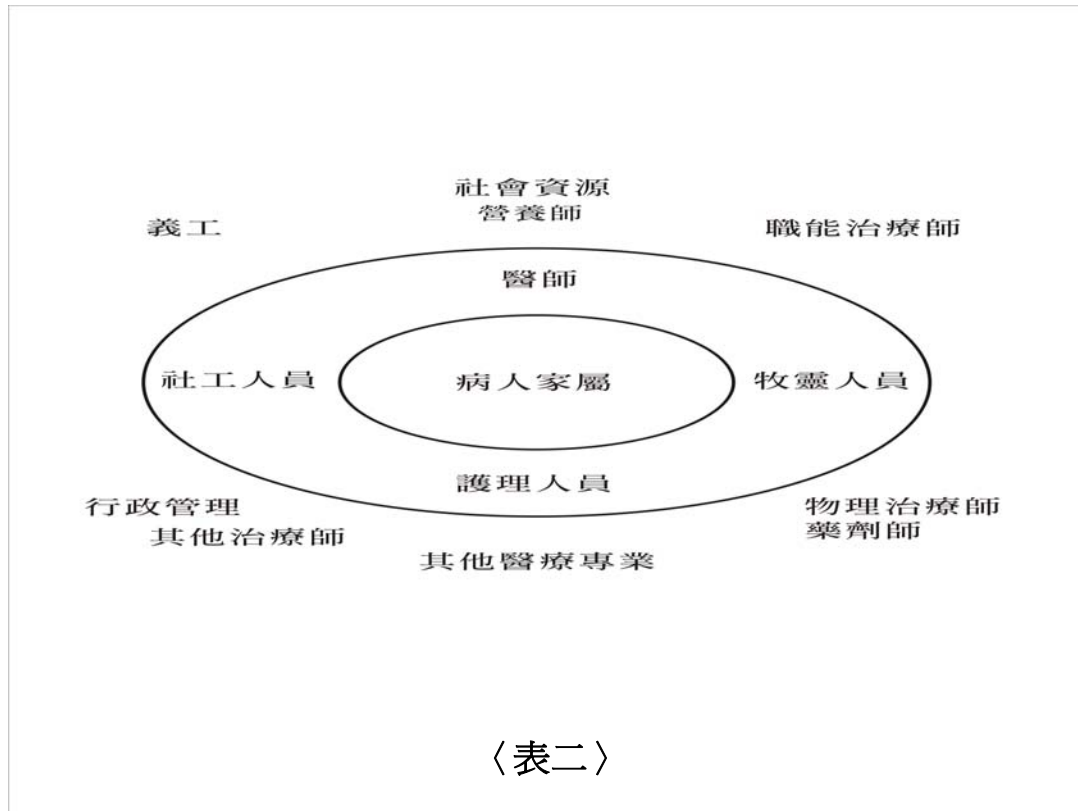 社會資源
營養師
義工
職能治療師
醫師
社工人員
病人家屬
牧靈人員
護理人員
行政管理
其他治療師
物理治療師
藥劑師
其他醫療專業
〈表二〉